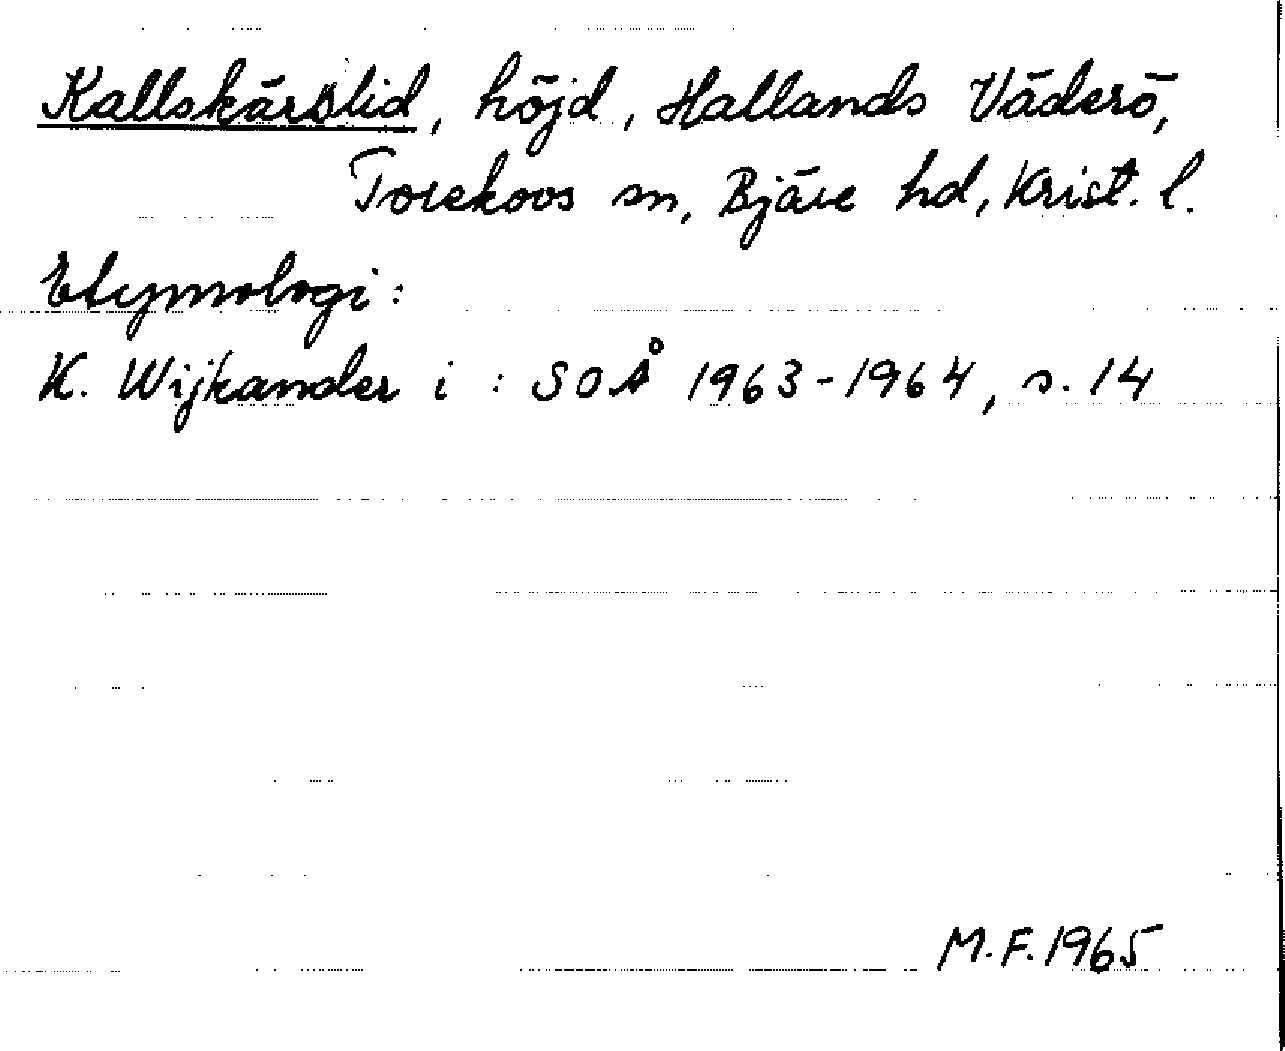 Kallskärslid, höjd, Hallands Väderö,
Torekovs sn, Bjäre hd, Krist. l.
Etymologi:
K. Wijkander i : SOÅ 1963-1964, s. 14
M.F. 1965